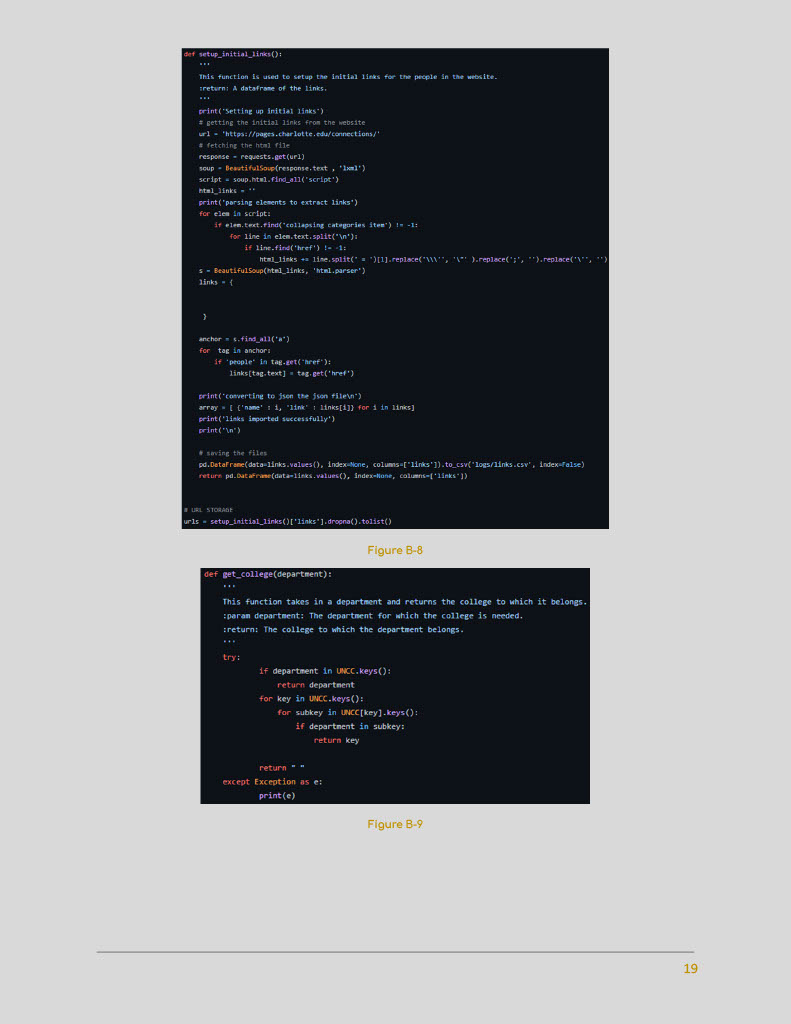 def setup_initial_links():
'''
This function is used to setup the initial links for the people in the website.
:return: A dataframe of the links.
'''
print('Setting up initial links')
# getting the initial links from the website
url = 'https://pages.charlotte.edu/connections/'
# fetching the html file
response = requests.get(url)
soup = BeautifulSoup(response.text , 'lxml')
script = soup.html.find_all('script')
html_links = ''
print('parsing elements to extract links')
for elem in script:
if elem.text.find('collapsing categories item') != -1:
for line in elem.text.split('\n'):
if line.find('href') != -1:
html_links += line.split(' = ')[1].replace('\\\'', '\"' ).replace(';', '').replace('\'', '')
s = BeautifulSoup(html_links, 'html.parser')
links = {
}
anchor = s.find_all('a')
for  tag in anchor:
if 'people' in tag.get('href'):
links[tag.text] = tag.get('href')
print('converting to json the json file\n')
array = [ {'name' : i, 'link' : links[i]} for i in links]
print('links imported successfully')
print('\n')
# saving the files
pd.DataFrame(data=links.values(), index=None, columns=['links']).to_csv('logs/links.csv', index=False)
return pd.DataFrame(data=links.values(), index=None, columns=['links'])
# URL STORAGE
urls = setup_initial_links()['links'].dropna().tolist()
Figure B-8
def get_college(department):
'''
This function takes in a department and returns the college to which it belongs.
:param department: The department for which the college is needed.
:return: The college to which the department belongs.
'''
try:
if department in UNCC.keys():
return department
for key in UNCC.keys():
for subkey in UNCC[key].keys():
if department in subkey:
return key
return " "
except Exception as e:
print(e)
Figure B-9
19